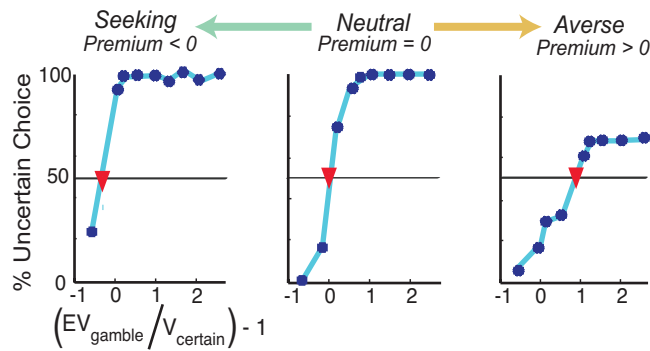 Seeking Neutral Averse
Premium < 0 Premium = 0 Premium > 0
% Uncertain Choice
100
50
0
-1 0 1 2 -1 0 1 2 -1 0 1 2
(EVgamble/Vcertain) - 1